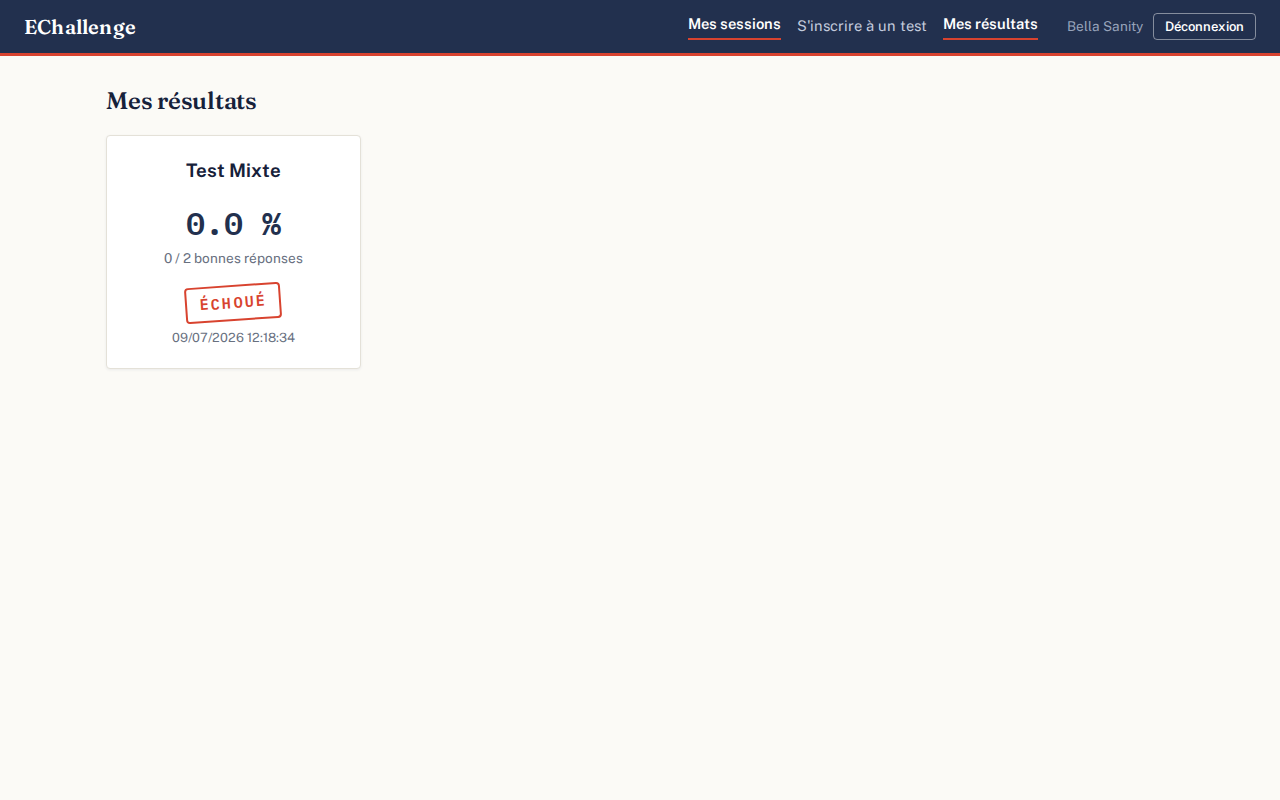 EChallenge
Mes sessions
S'inscrire à un test
Mes résultats
Bella Sanity
Déconnexion
Mes résultats
Test Mixte
0.0 %
0 / 2 bonnes réponses
ÉCHOUÉ
09/07/2026 12:18:34